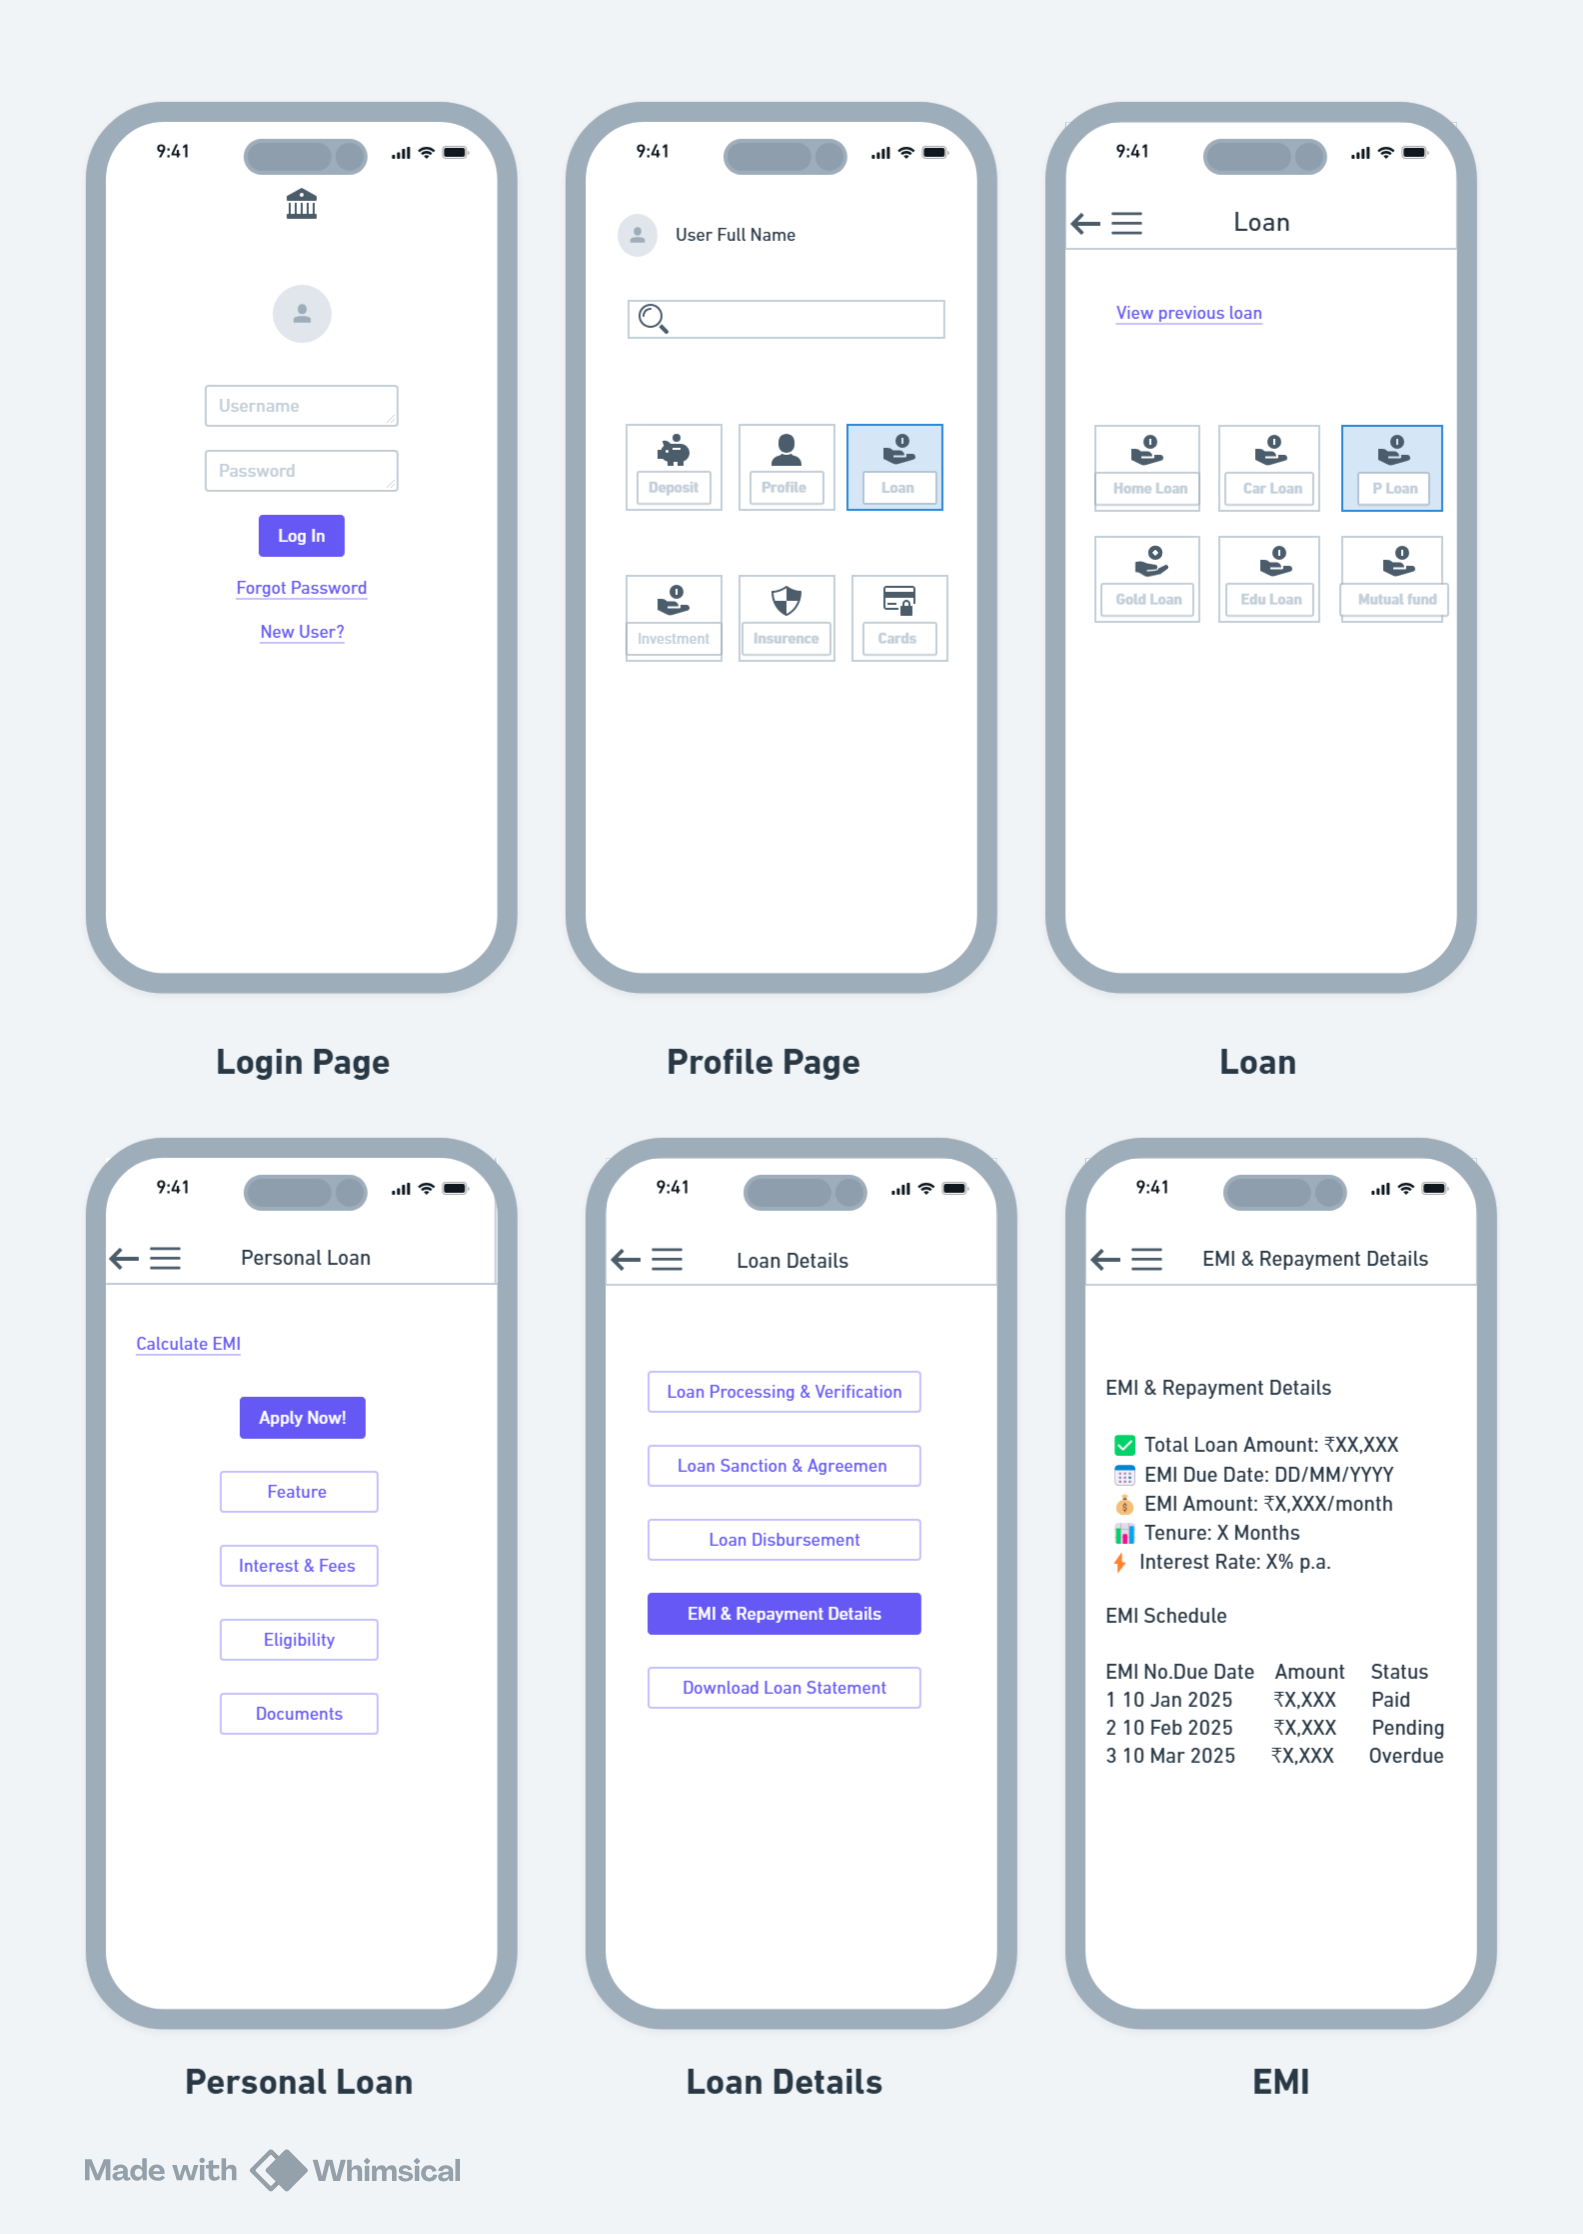 9:41
Username
Password
Log In
Forgot Password
New User?
Login Page
9:41
User Full Name
Deposit
Profile
Loan
Investment
Insurence
Cards
Profile Page
9:41
Loan
View previous loan
Home Loan
Car Loan
P Loan
Gold Loan
Edu Loan
Mutual fund
Loan
9:41
Personal Loan
Calculate EMI
Apply Now!
Feature
Interest & Fees
Eligibility
Documents
Personal Loan
9:41
Loan Details
Loan Processing & Verification
Loan Sanction & Agreemen
Loan Disbursement
EMI & Repayment Details
Download Loan Statement
Loan Details
9:41
EMI & Repayment Details
EMI & Repayment Details
Total Loan Amount: ₹XX,XXX
EMI Due Date: DD/MM/YYYY
EMI Amount: ₹X,XXX/month
Tenure: X Months
Interest Rate: X% p.a.
EMI Schedule
EMI No.Due Date Amount Status
1 10 Jan 2025 ₹X,XXX Paid
2 10 Feb 2025 ₹X,XXX Pending
3 10 Mar 2025 ₹X,XXX Overdue
EMI
Made with Whimsical